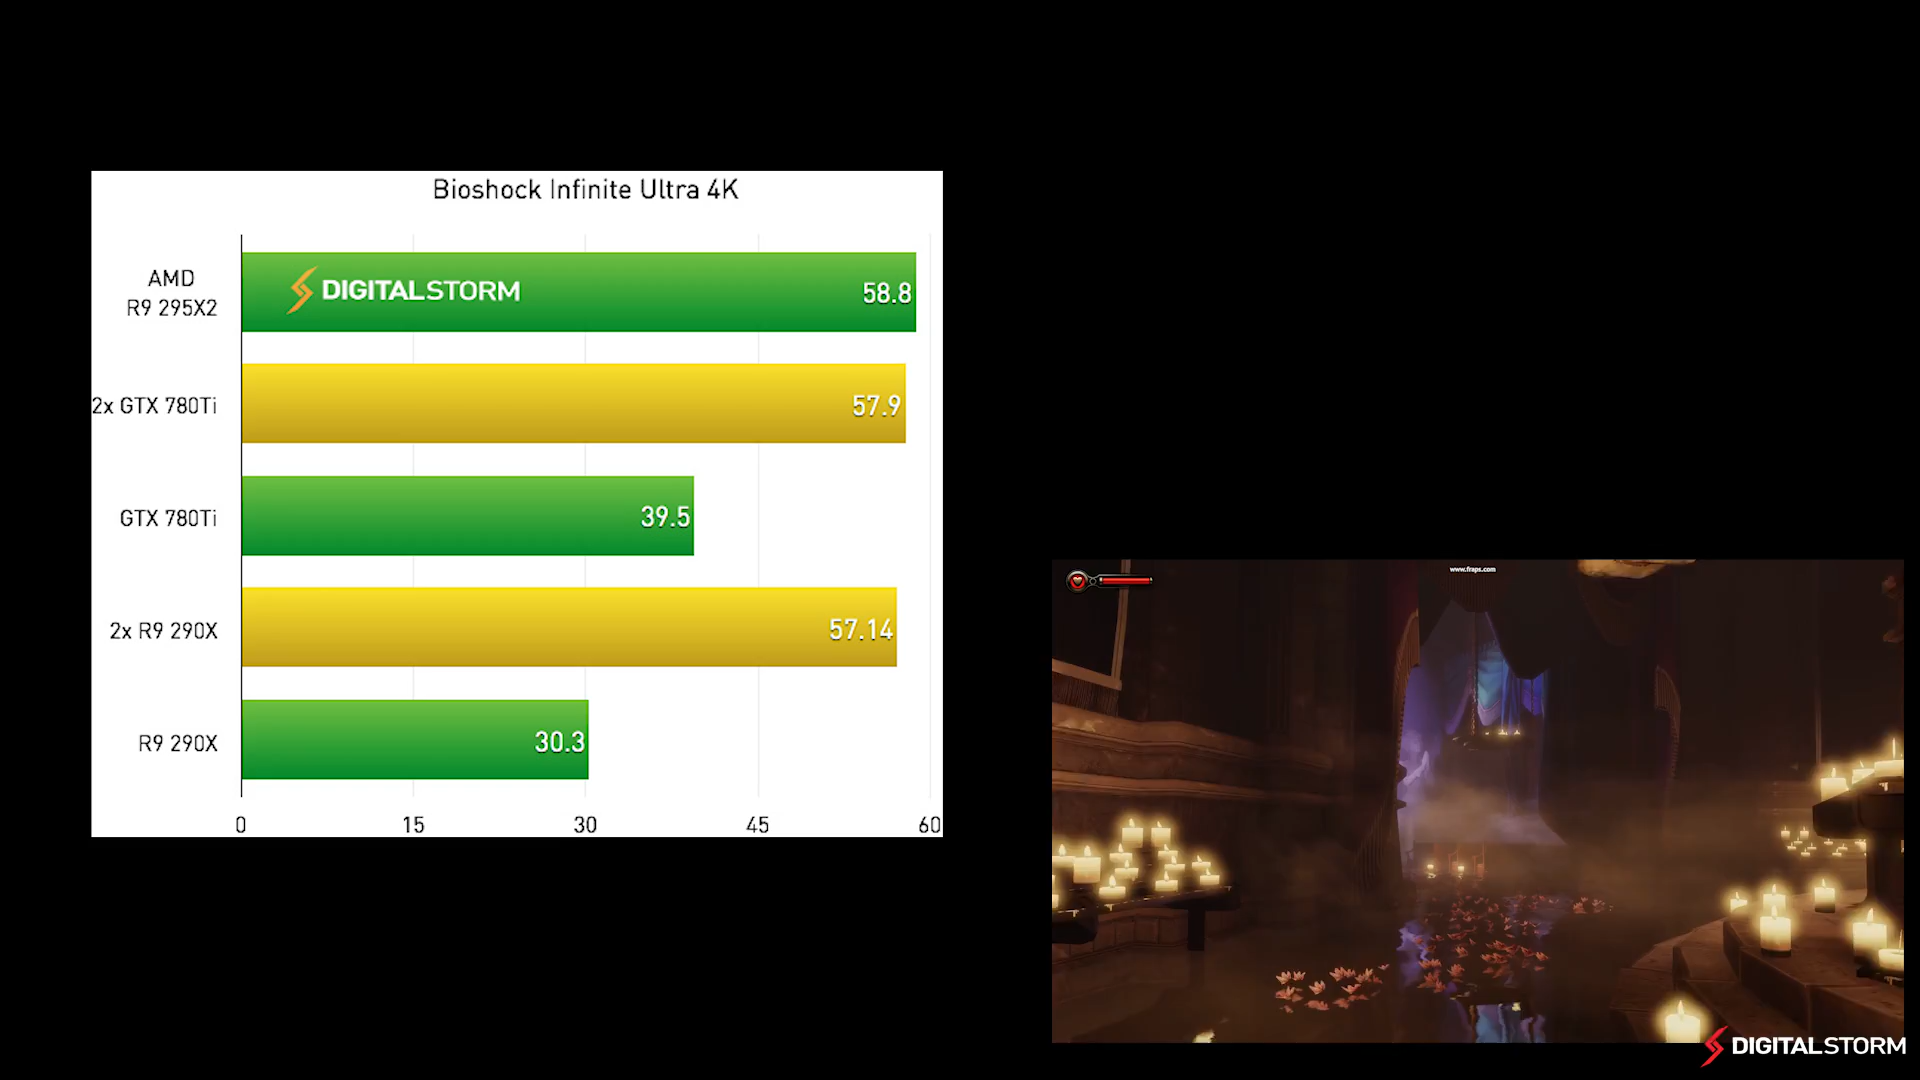 Bioshock Infinite Ultra 4K
AMD
R9 295X2
DIGITALSTORM
58.8
2x GTX 780Ti
57.9
GTX 780Ti
39.5
2x R9 290X
57.14
R9 290X
30.3
0 15 30 45 60
www.fraps.com
DIGITALSTORM